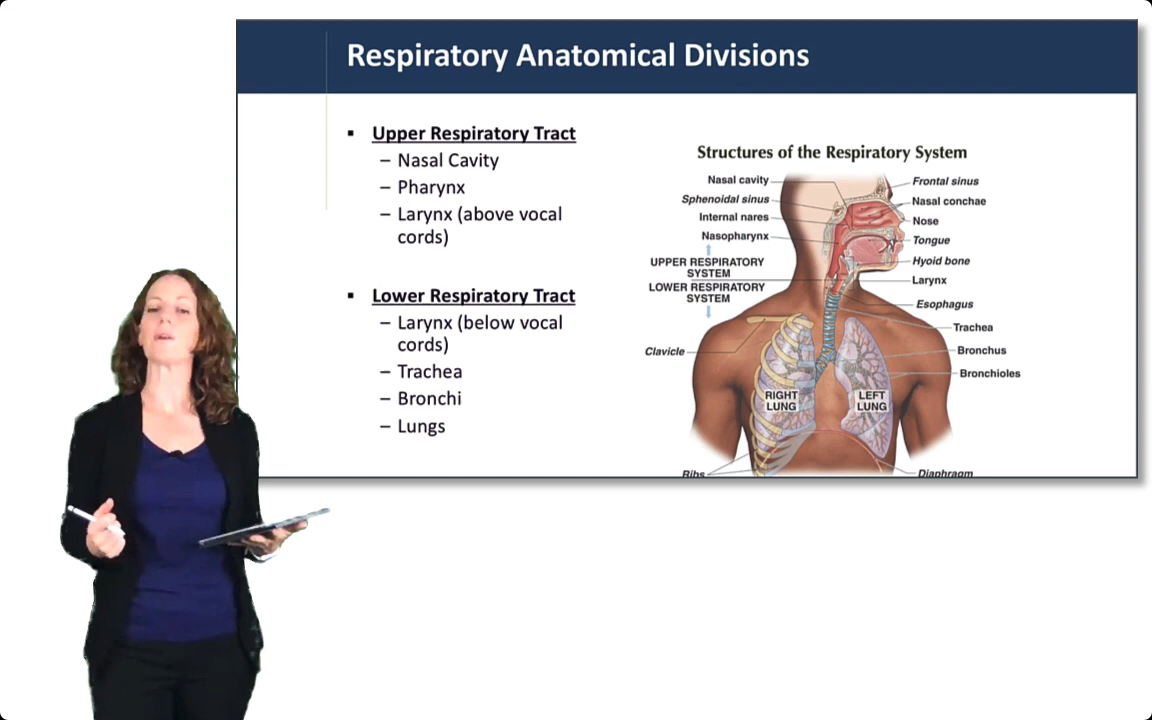 Respiratory Anatomical Divisions
▪ Upper Respiratory Tract
– Nasal Cavity
– Pharynx
– Larynx (above vocal
cords)
▪ Lower Respiratory Tract
– Larynx (below vocal
cords)
– Trachea
– Bronchi
– Lungs
Structures of the Respiratory System
Nasal cavity
Sphenoidal sinus
Internal nares
Nasopharynx
UPPER RESPIRATORY
SYSTEM
LOWER RESPIRATORY
SYSTEM
Clavicle
Ribs
Frontal sinus
Nasal conchae
Nose
Tongue
Hyoid bone
Larynx
Esophagus
Trachea
Bronchus
Bronchioles
RIGHT
LUNG
LEFT
LUNG
Diaphragm